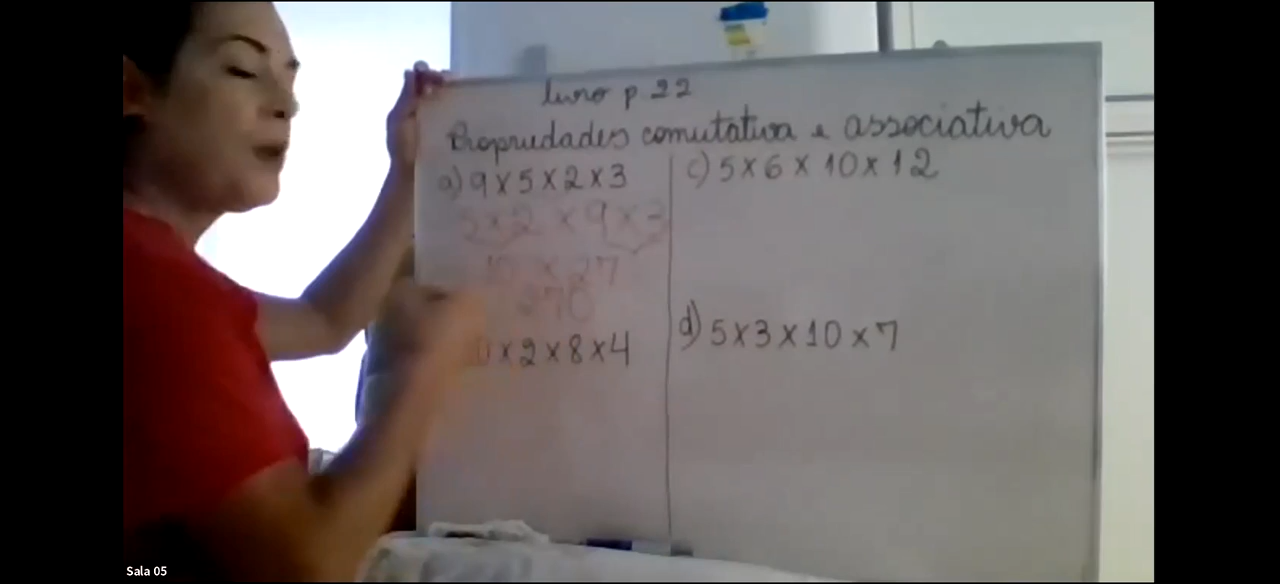 livro p 22
Propriedades comutativa e associativa
a) 9 x 5 x 2 x 3
5 x 2 x 9 x 3
10 x 27
270
0 x 2 x 8 x 4
c) 5 x 6 x 10 x 12
d) 5 x 3 x 10 x 7
Sala 05